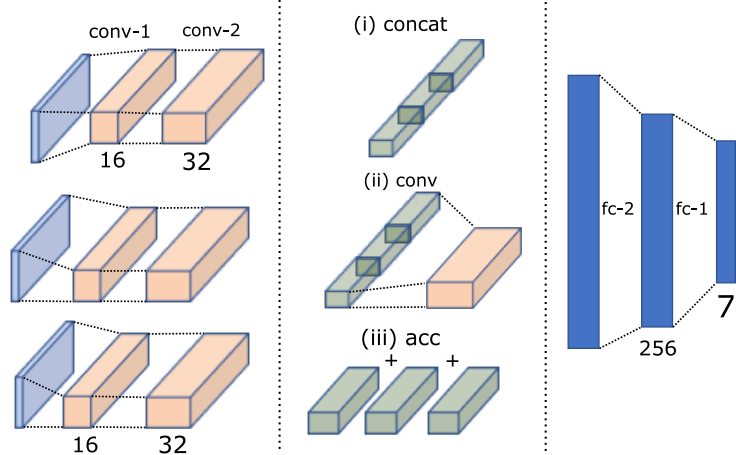 conv-1 conv-2
16 32
16 32
(i) concat
(ii) conv
(iii) acc
+ +
fc-2 fc-1
256
7